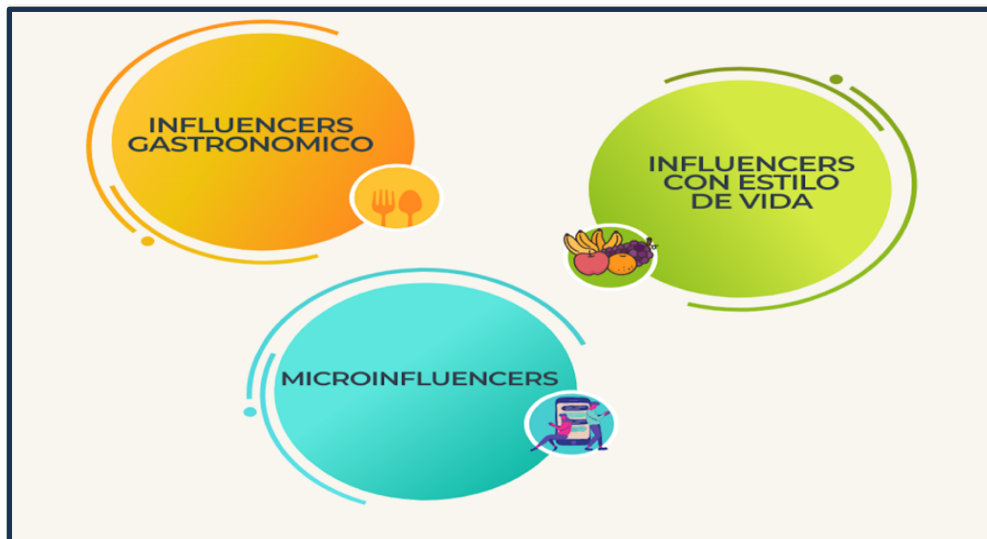 INFLUENCERS
GASTRONOMICO
INFLUENCERS
CON ESTILO
DE VIDA
MICROINFLUENCERS